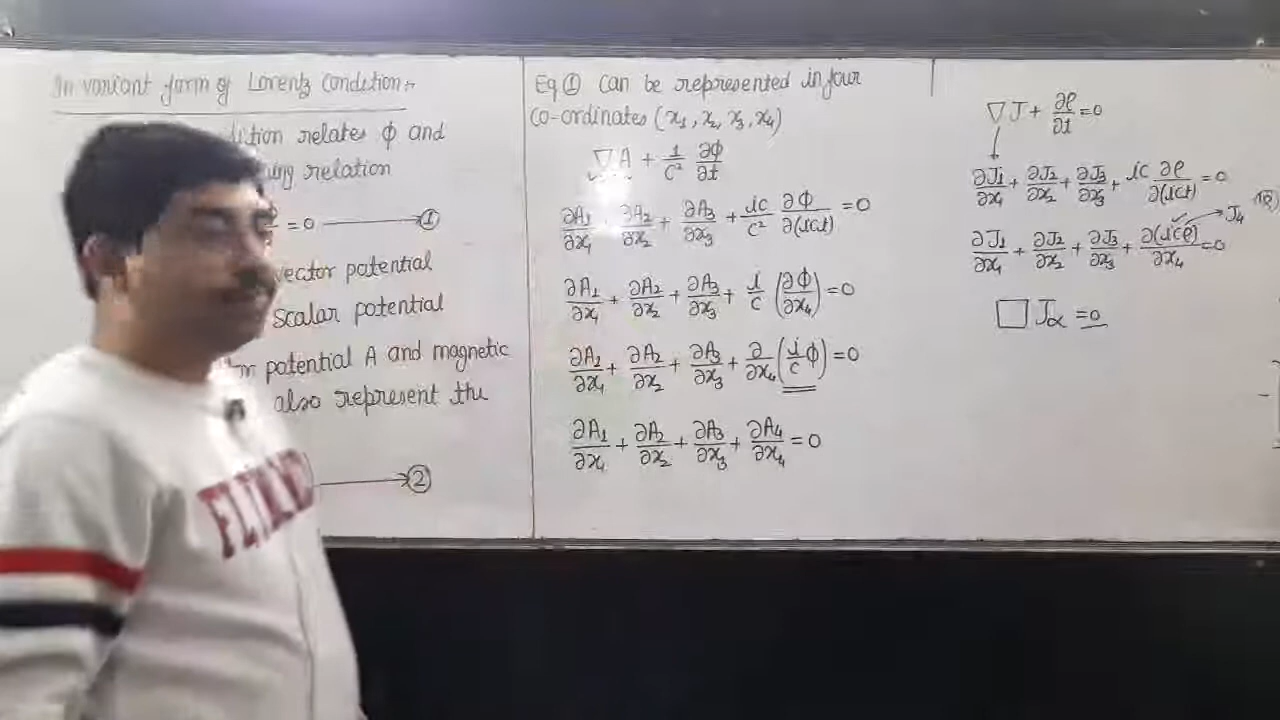 Invariant form of Lorentz Condition:-
dition relates ϕ and
ing relation
= 0 ⟶ ①
vector potential
Scalar potential
potential A and magnetic
also represent the
⟶ ②
Eq ① can be represented in four
co-ordinates (x₁, x₂, x₃, x₄)
∇A + 1/c² ∂ϕ/∂t
∂A₁/∂x₁ + ∂A₂/∂x₂ + ∂A₃/∂x₃ + ic/c² ∂ϕ/∂(ict) = 0
∂A₁/∂x₁ + ∂A₂/∂x₂ + ∂A₃/∂x₃ + i/c (∂ϕ/∂x₄) = 0
∂A₂/∂x₁ + ∂A₂/∂x₂ + ∂A₃/∂x₃ + ∂/∂x₄ (i/c ϕ) = 0
∂A₁/∂x₁ + ∂A₂/∂x₂ + ∂A₃/∂x₃ + ∂A₄/∂x₄ = 0
∇J + ∂ρ/∂t = 0
∂J₁/∂x₁ + ∂J₂/∂x₂ + ∂J₃/∂x₃ + ic ∂ρ/∂(ict) = 0
∂J₁/∂x₁ + ∂J₂/∂x₂ + ∂J₃/∂x₃ + ∂(icρ)/∂x₄ = 0 → J₄
□ Jα = 0